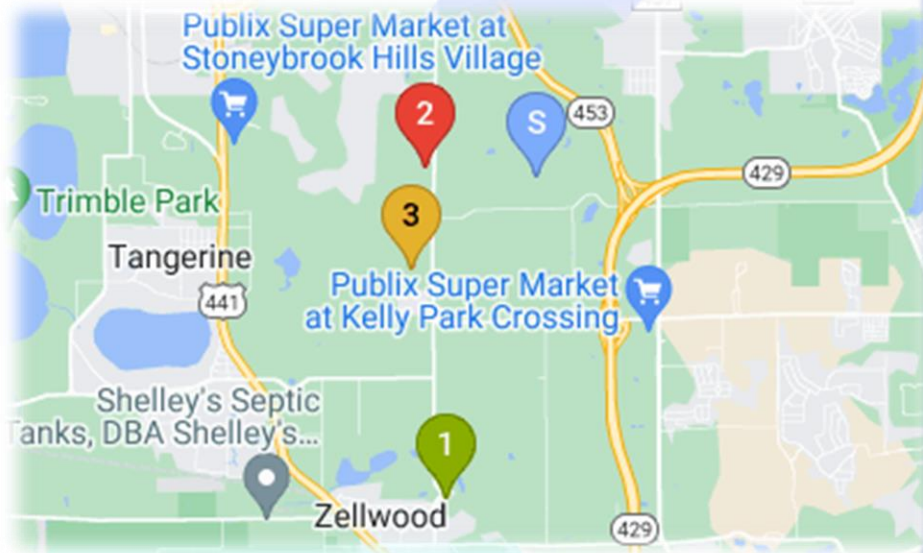 Publix Super Market at
Stoneybrook Hills Village
2
S
453
429
Trimble Park
3
Tangerine
Publix Super Market
at Kelly Park Crossing
441
Shelley's Septic
Tanks, DBA Shelley's...
1
Zellwood
429